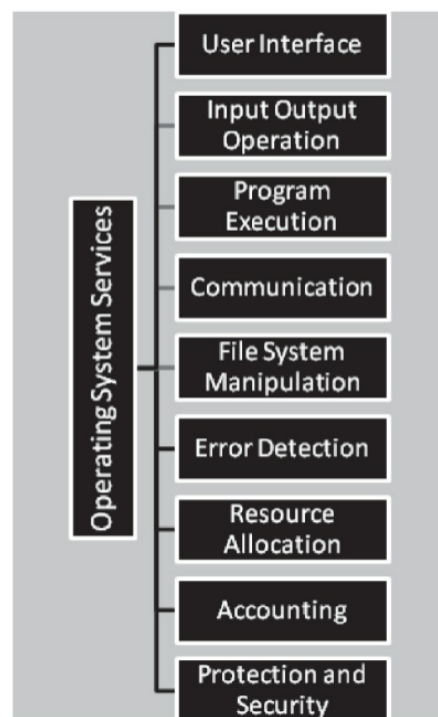 Operating System Services
User Interface
Input Output
Operation
Program
Execution
Communication
File System
Manipulation
Error Detection
Resource
Allocation
Accounting
Protection and
Security